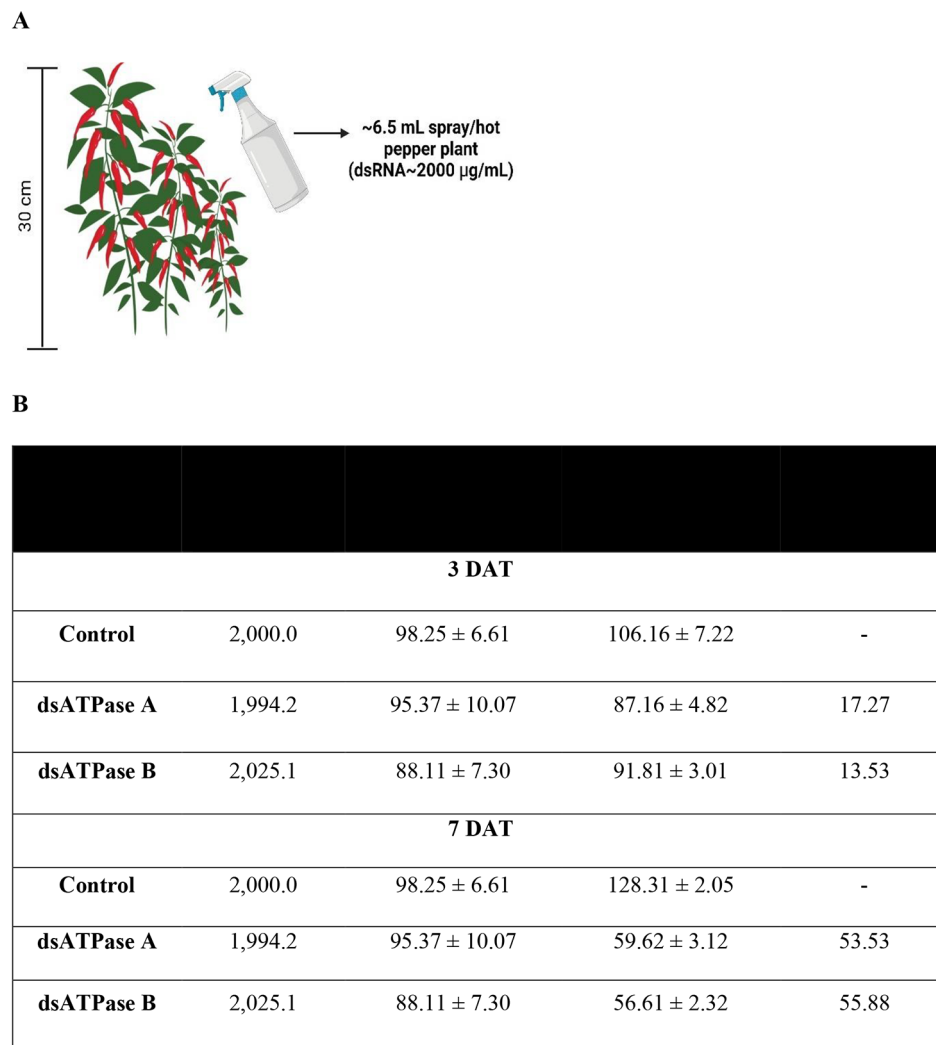 A
30 cm
~6.5 mL spray/hot
pepper plant
(dsRNA~2000 µg/mL)
B
3 DAT
Control 2,000.0 98.25 ± 6.61 106.16 ± 7.22 -
dsATPase A 1,994.2 95.37 ± 10.07 87.16 ± 4.82 17.27
dsATPase B 2,025.1 88.11 ± 7.30 91.81 ± 3.01 13.53
7 DAT
Control 2,000.0 98.25 ± 6.61 128.31 ± 2.05 -
dsATPase A 1,994.2 95.37 ± 10.07 59.62 ± 3.12 53.53
dsATPase B 2,025.1 88.11 ± 7.30 56.61 ± 2.32 55.88